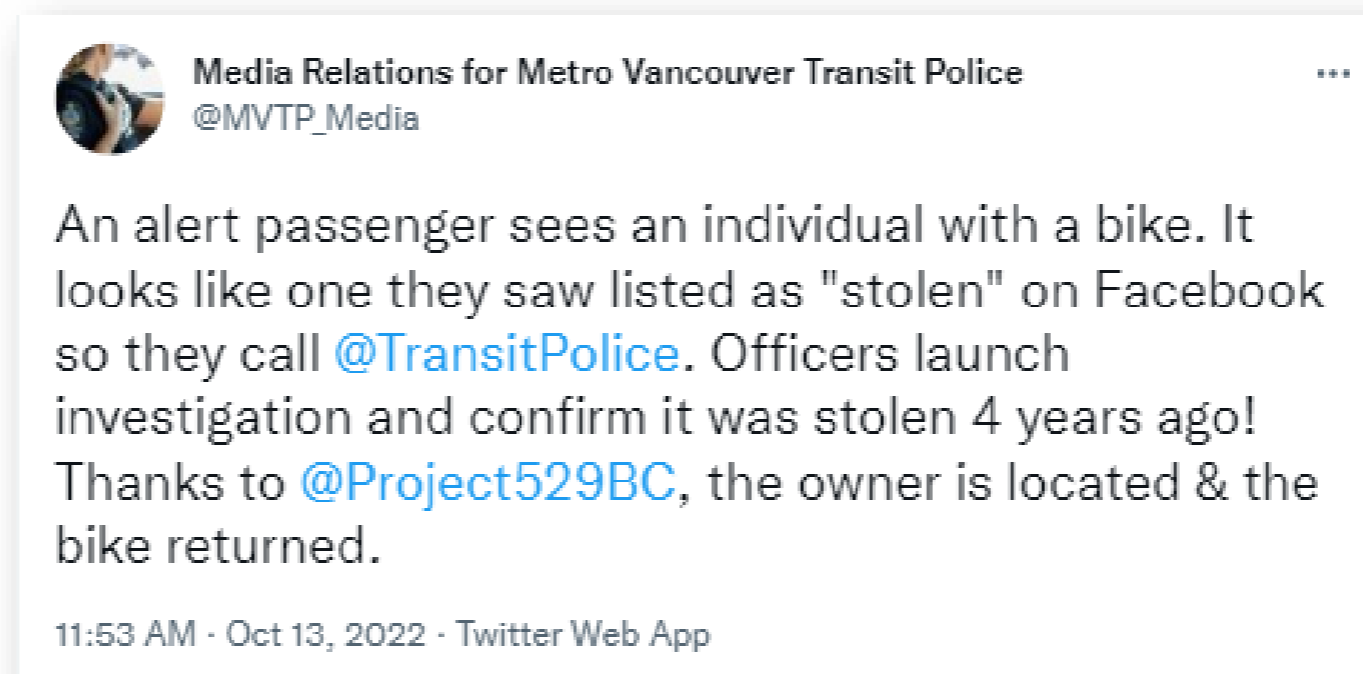 Media Relations for Metro Vancouver Transit Police
@MVTP_Media
An alert passenger sees an individual with a bike. It
looks like one they saw listed as "stolen" on Facebook
so they call @TransitPolice. Officers launch
investigation and confirm it was stolen 4 years ago!
Thanks to @Project529BC, the owner is located & the
bike returned.
11:53 AM · Oct 13, 2022 · Twitter Web App